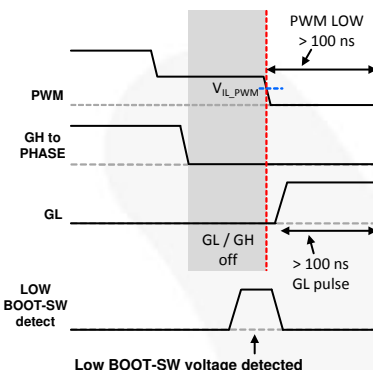 PWM LOW
> 100 ns
V_IL_PWM
PWM
GH to
PHASE
GL
GL / GH
off
> 100 ns
GL pulse
LOW
BOOT-SW
detect
Low BOOT-SW voltage detected